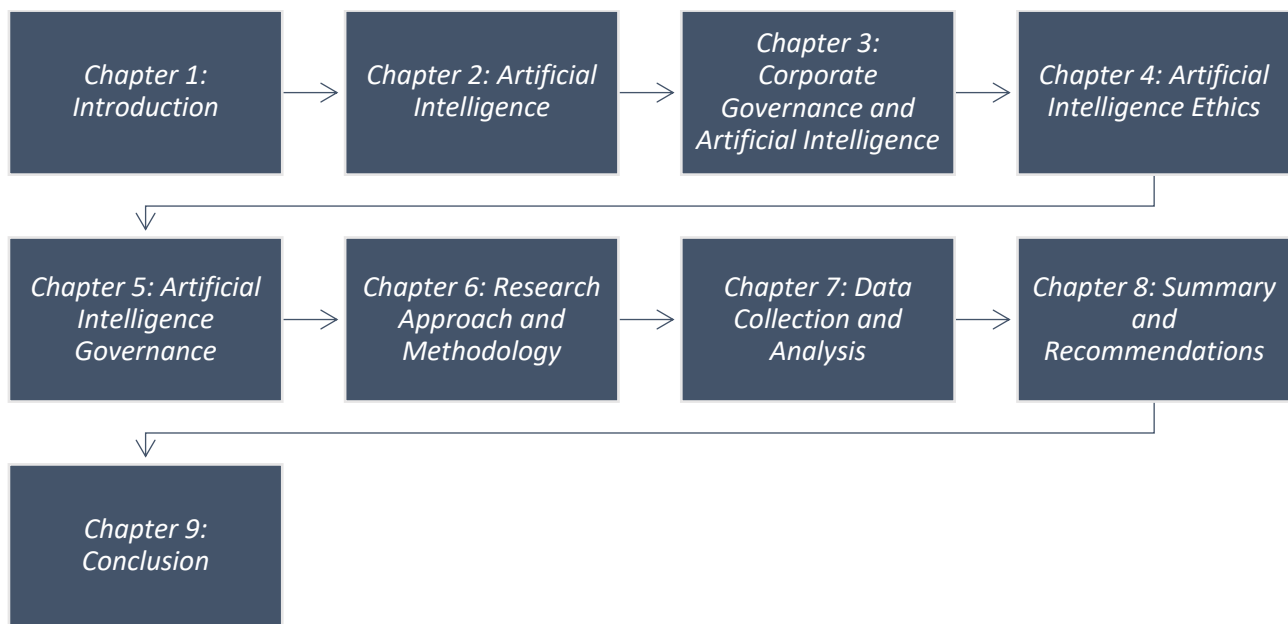 Chapter 1:
Introduction
Chapter 2: Artificial
Intelligence
Chapter 3:
Corporate
Governance and
Artificial Intelligence
Chapter 4: Artificial
Intelligence Ethics
Chapter 5: Artificial
Intelligence
Governance
Chapter 6: Research
Approach and
Methodology
Chapter 7: Data
Collection and
Analysis
Chapter 8: Summary
and
Recommendations
Chapter 9:
Conclusion